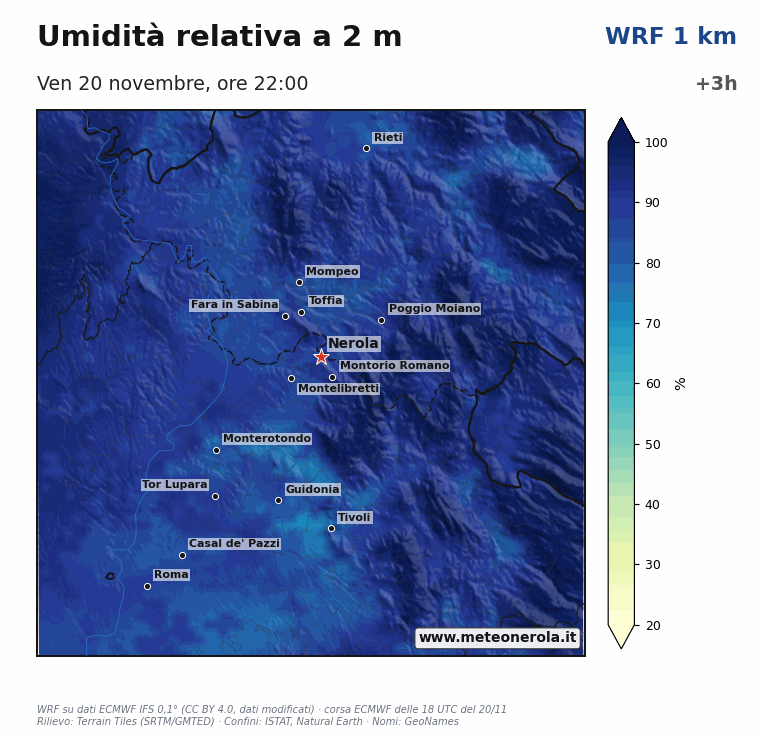 Umidità relativa a 2 m
WRF 1 km
Ven 20 novembre, ore 22:00
+3h
Rieti
Mompeo
Toffia
Fara in Sabina
Poggio Moiano
Nerola
Montorio Romano
Montelibretti
Monterotondo
Tor Lupara
Guidonia
Tivoli
Casal de' Pazzi
Roma
www.meteonerola.it
100
90
80
70
60
50
40
30
20
%
WRF su dati ECMWF IFS 0,1° (CC BY 4.0, dati modificati) · corsa ECMWF delle 18 UTC del 20/11
Rilievo: Terrain Tiles (SRTM/GMTED) · Confini: ISTAT, Natural Earth · Nomi: GeoNames